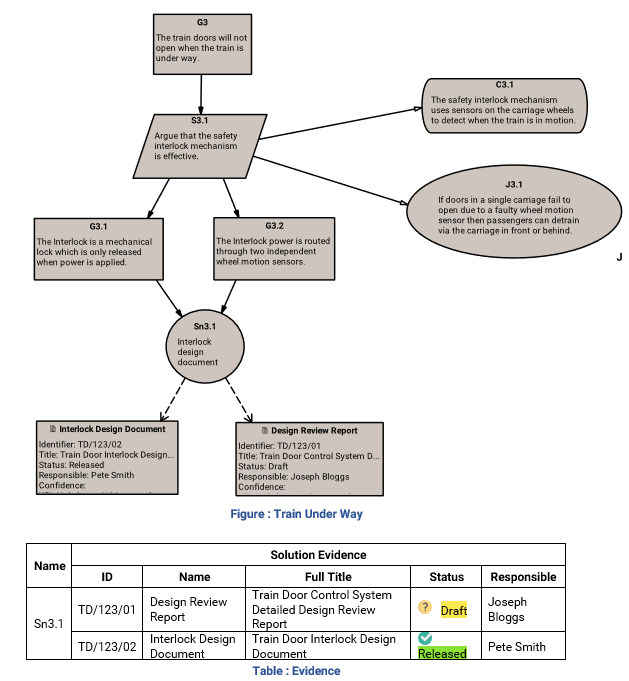 G3
The train doors will not
open when the train is
under way.
C3.1
The safety interlock mechanism
uses sensors on the carriage wheels
to detect when the train is in motion.
S3.1
Argue that the safety
interlock mechanism
is effective.
J3.1
If doors in a single carriage fail to
open due to a faulty wheel motion
sensor then passengers can detrain
via the carriage in front or behind.
J
G3.1
The Interlock is a mechanical
lock which is only released
when power is applied.
G3.2
The Interlock power is routed
through two independent
wheel motion sensors.
Sn3.1
Interlock
design
document
Interlock Design Document
Identifier: TD/123/02
Title: Train Door Interlock Design...
Status: Released
Responsible: Pete Smith
Confidence:
Design Review Report
Identifier: TD/123/01
Title: Train Door Control System D...
Status: Draft
Responsible: Joseph Bloggs
Confidence:
Figure : Train Under Way
Name
Solution Evidence
ID Name Full Title Status Responsible
Sn3.1
TD/123/01
Design Review
Report
Train Door Control System
Detailed Design Review
Report
? Draft
Joseph
Bloggs
TD/123/02
Interlock Design
Document
Train Door Interlock Design
Document
Released
Pete Smith
Table : Evidence